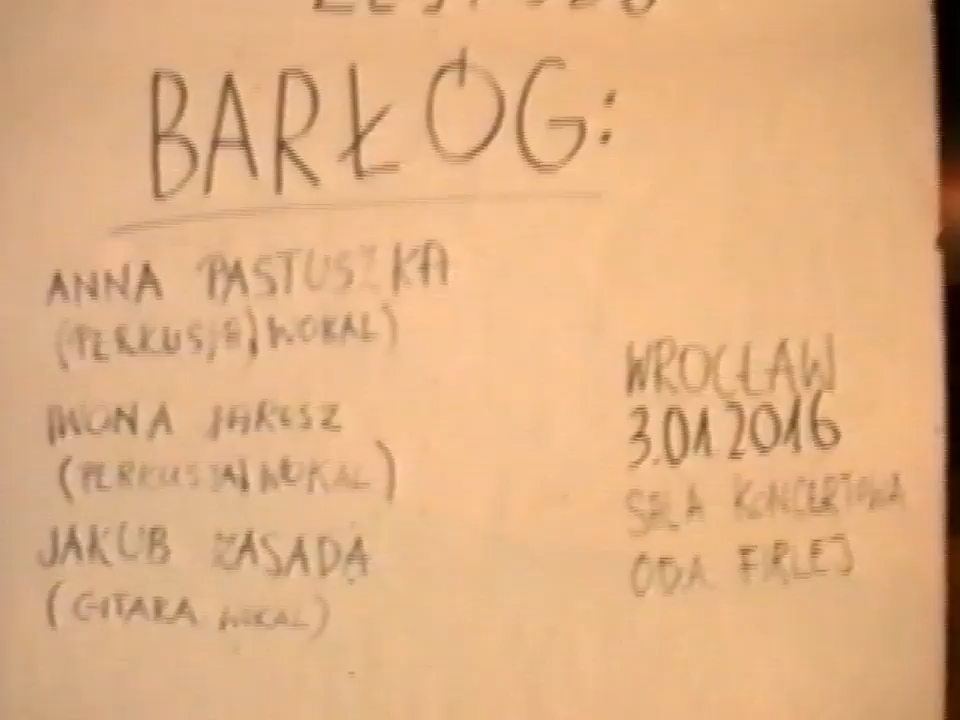 BARŁÓG:
ANNA PASTUSZKA
(PERKUSJA, WOKAL)
IWONA JARESZ
(PERKUSJA, WOKAL)
JAKUB ZASADA
(GITARA WOKAL)
WROCŁAW
3.01 2016
SALA KONCERTOWA
ODA FIRLEJ